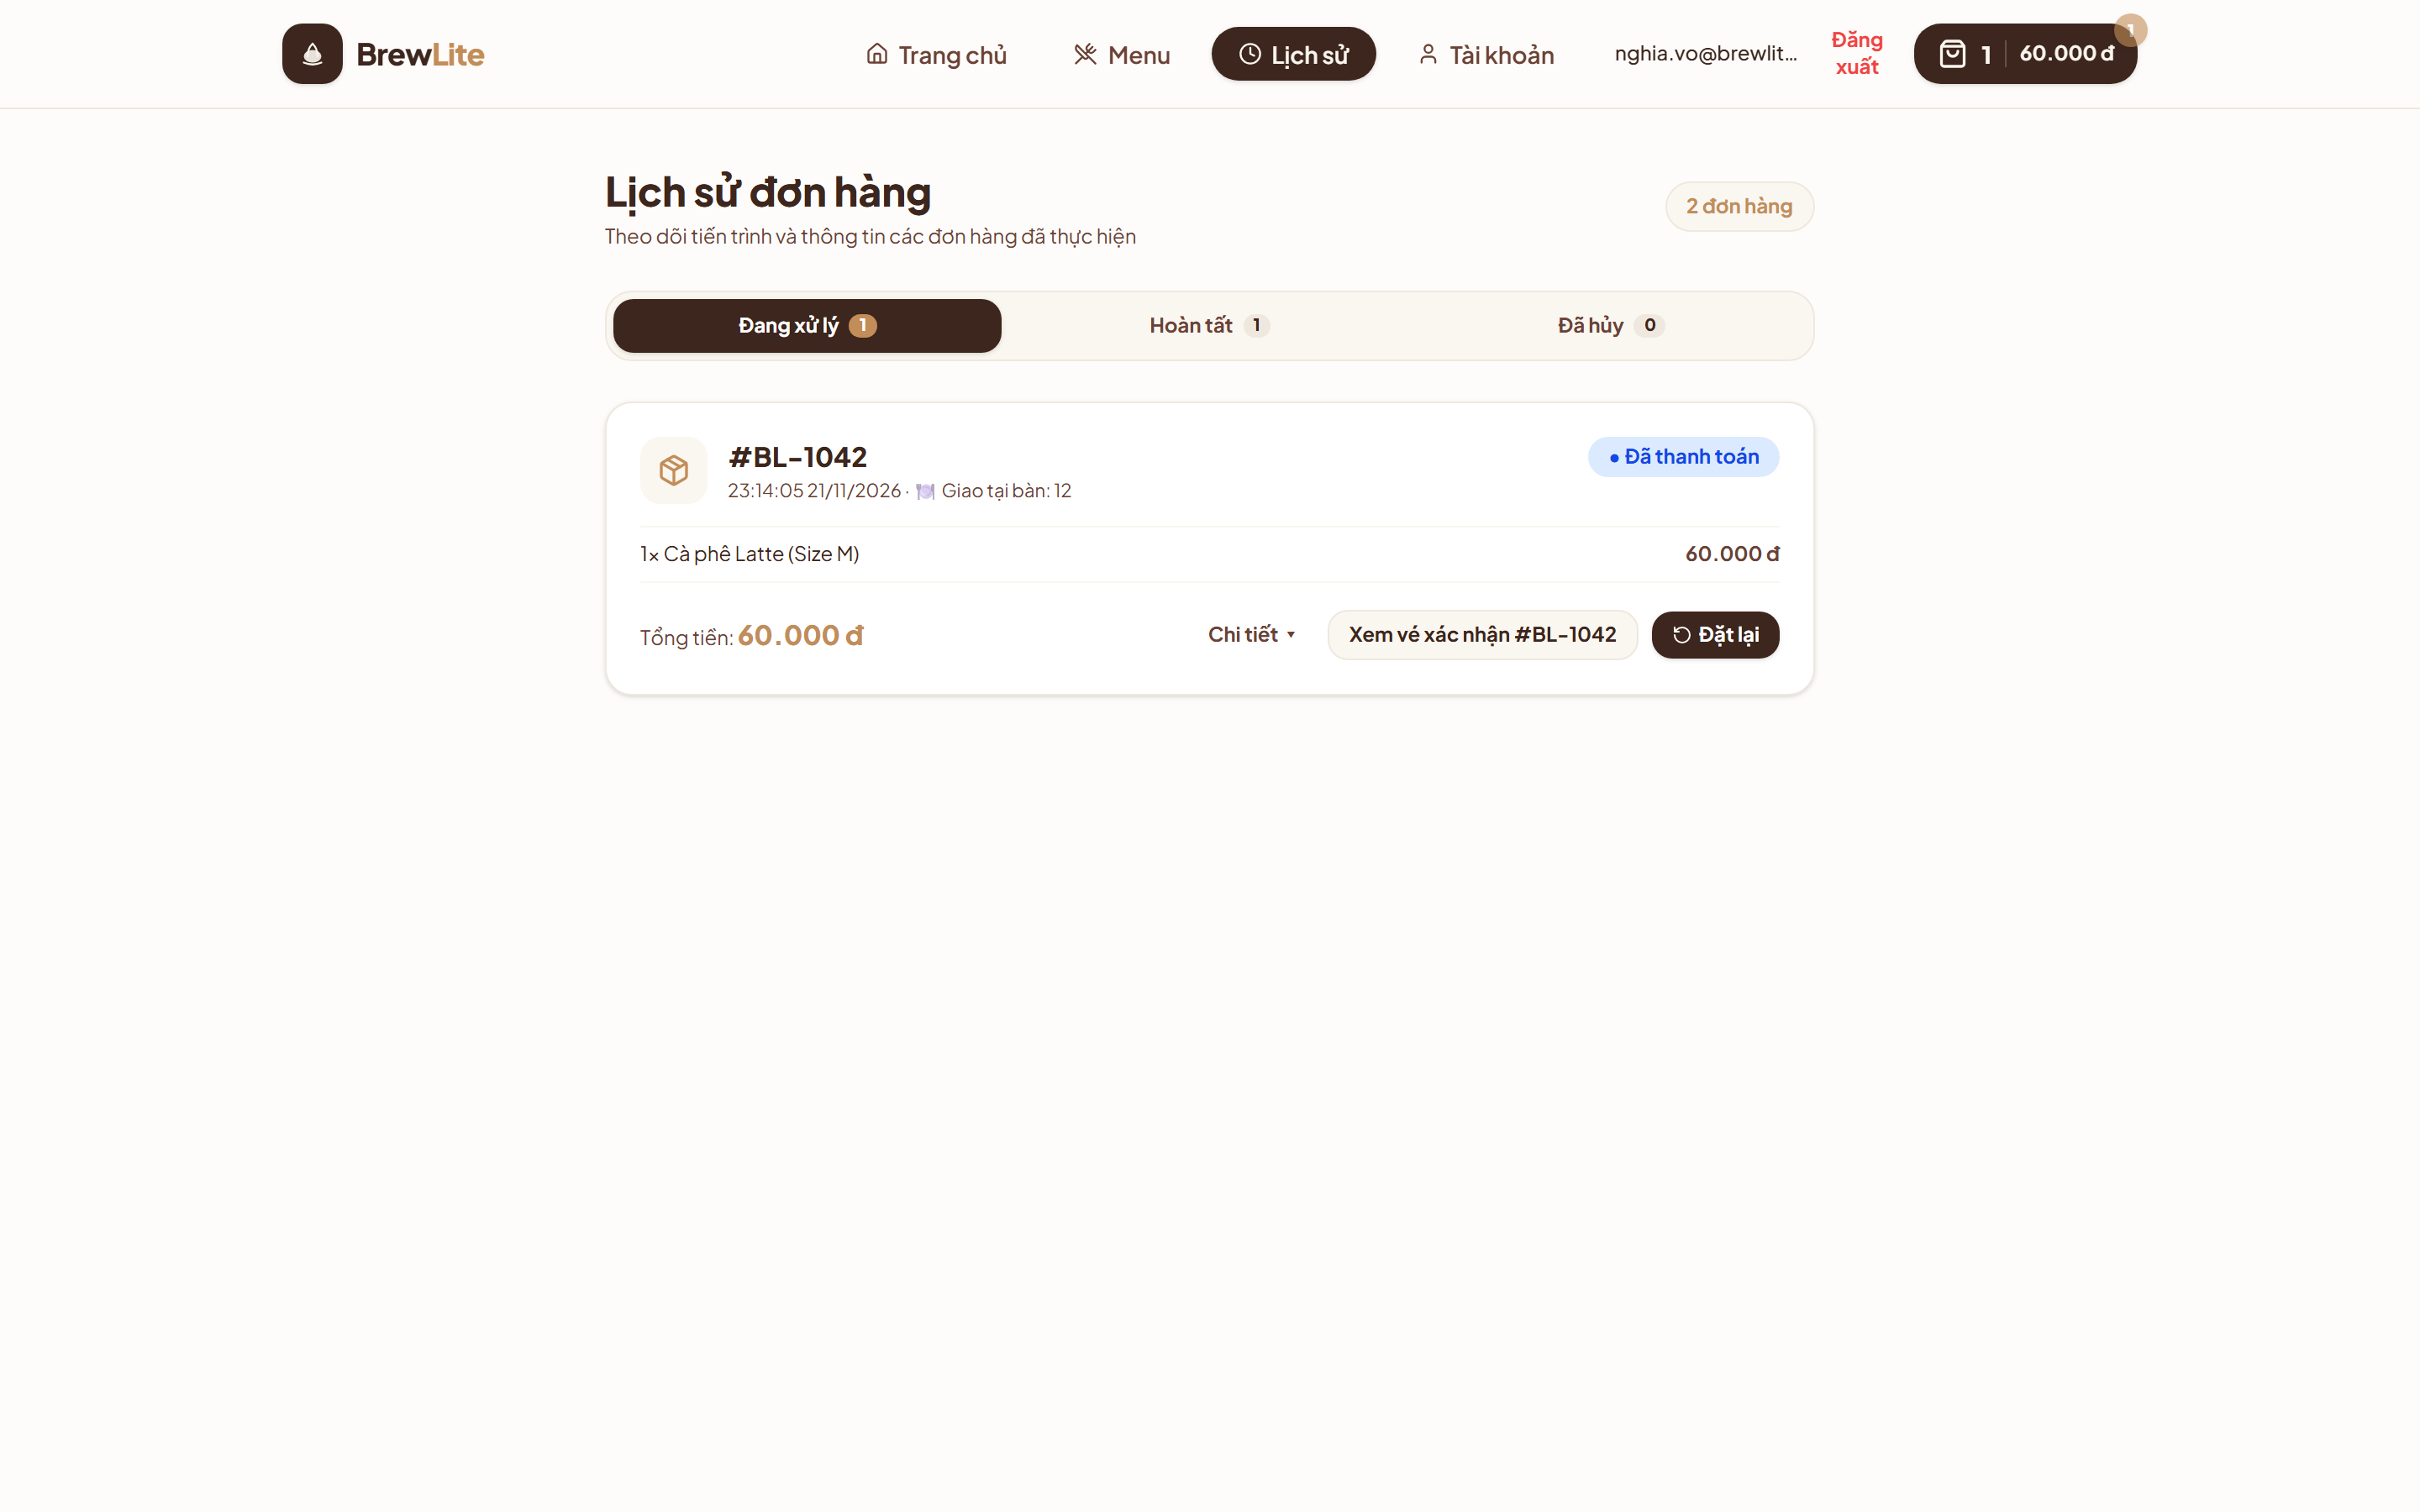 BrewLite
Trang chủ
Menu
Lịch sử
Tài khoản
nghia.vo@brewlit...
Đăng
xuất
1
60.000 đ
1
Lịch sử đơn hàng
Theo dõi tiến trình và thông tin các đơn hàng đã thực hiện
2 đơn hàng
Đang xử lý 1
Hoàn tất 1
Đã hủy 0
#BL-1042
23:14:05 21/11/2026 · 🍽️ Giao tại bàn: 12
• Đã thanh toán
1× Cà phê Latte (Size M)
60.000 đ
Tổng tiền: 60.000 đ
Chi tiết ▾
Xem vé xác nhận #BL-1042
Đặt lại